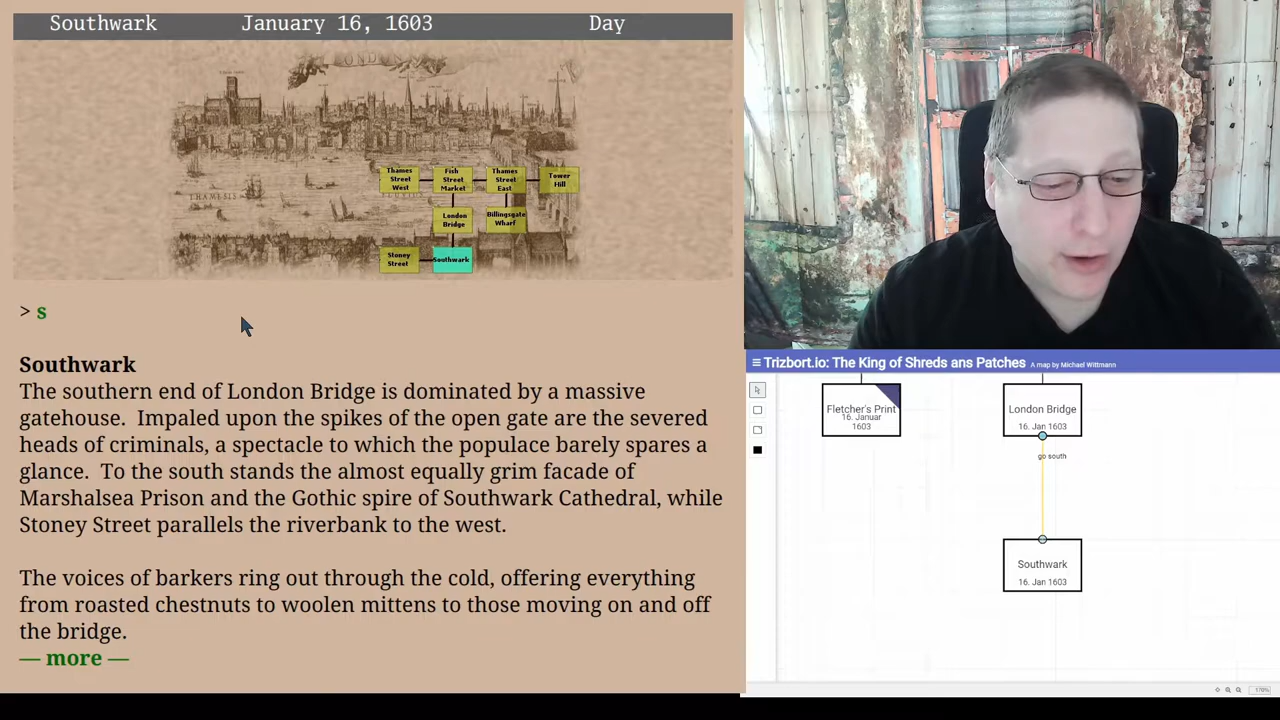 Southwark January 16, 1603 Day
LONDON
THAMESIS
Thames Street West
Fish Street Market
Thames Street East
Tower Hill
London Bridge
Billingsgate Wharf
Stoney Street
Southwark
> s
Southwark
The southern end of London Bridge is dominated by a massive
gatehouse. Impaled upon the spikes of the open gate are the severed
heads of criminals, a spectacle to which the populace barely spares a
glance. To the south stands the almost equally grim facade of
Marshalsea Prison and the Gothic spire of Southwark Cathedral, while
Stoney Street parallels the riverbank to the west.
The voices of barkers ring out through the cold, offering everything
from roasted chestnuts to woolen mittens to those moving on and off
the bridge.
— more —
≡ Trizbort.io: The King of Shreds ans Patches A map by Michael Wittmann
Fletcher's Print
16. Januar
1603
London Bridge
16. Jan 1603
go south
Southwark
16. Jan 1603
170%